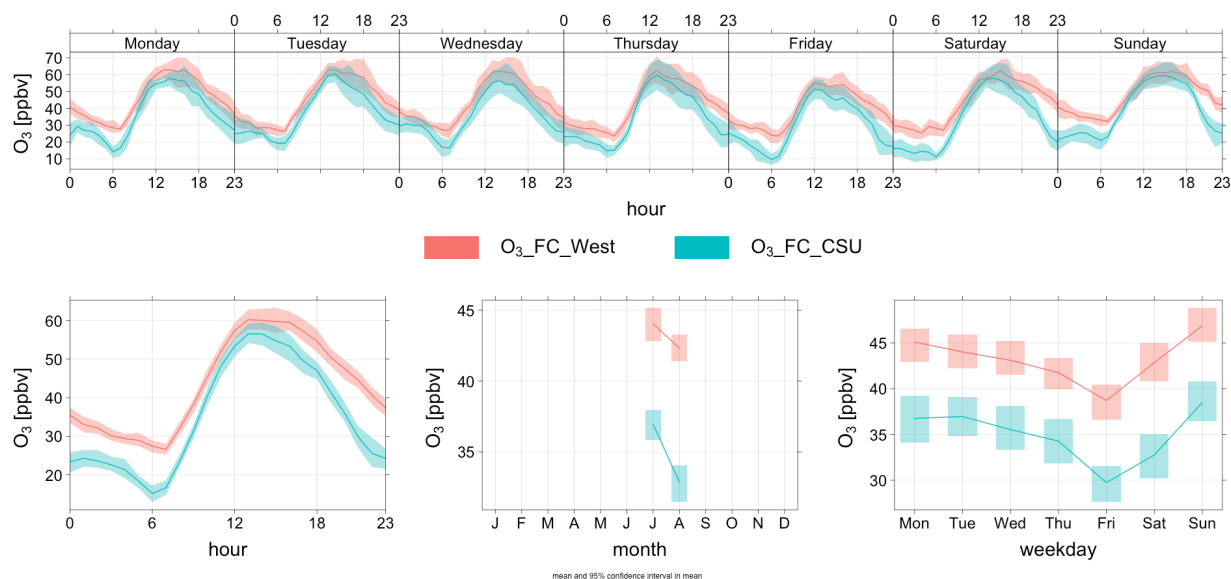 0 6 12 18 23 0 6 12 18 23 0 6 12 18 23
Monday Tuesday Wednesday Thursday Friday Saturday Sunday
70
60
50
40
30
20
10
O₃ [ppbv]
0 6 12 18 23 0 6 12 18 23 0 6 12 18 23 0 6 12 18 23
hour
O₃_FC_West O₃_FC_CSU
60
50
40
30
20
O₃ [ppbv]
0 6 12 18 23
hour
45
40
35
O₃ [ppbv]
J F M A M J J A S O N D
month
45
40
35
30
O₃ [ppbv]
Mon Tue Wed Thu Fri Sat Sun
weekday
mean and 95% confidence interval in mean